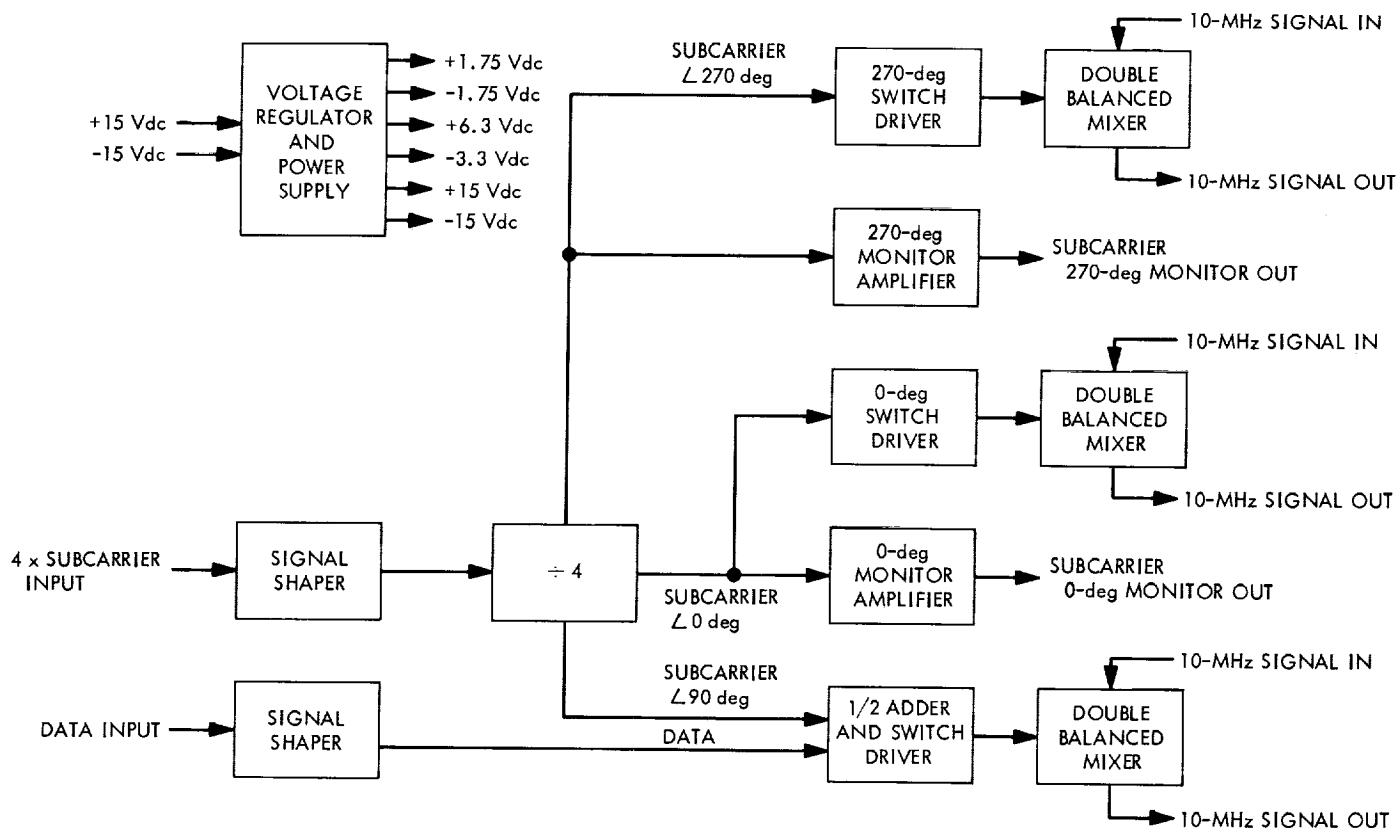 VOLTAGE
REGULATOR
AND
POWER
SUPPLY
+15 Vdc
-15 Vdc
+1.75 Vdc
-1.75 Vdc
+6.3 Vdc
-3.3 Vdc
+15 Vdc
-15 Vdc
SUBCARRIER
∠270 deg
270-deg
SWITCH
DRIVER
10-MHz SIGNAL IN
DOUBLE
BALANCED
MIXER
10-MHz SIGNAL OUT
270-deg
MONITOR
AMPLIFIER
SUBCARRIER
270-deg MONITOR OUT
10-MHz SIGNAL IN
0-deg
SWITCH
DRIVER
DOUBLE
BALANCED
MIXER
10-MHz SIGNAL OUT
4 x SUBCARRIER
INPUT
SIGNAL
SHAPER
÷ 4
SUBCARRIER
∠0 deg
0-deg
MONITOR
AMPLIFIER
SUBCARRIER
0-deg MONITOR OUT
DATA INPUT
SIGNAL
SHAPER
SUBCARRIER
∠90 deg
DATA
1/2 ADDER
AND SWITCH
DRIVER
10-MHz SIGNAL IN
DOUBLE
BALANCED
MIXER
10-MHz SIGNAL OUT